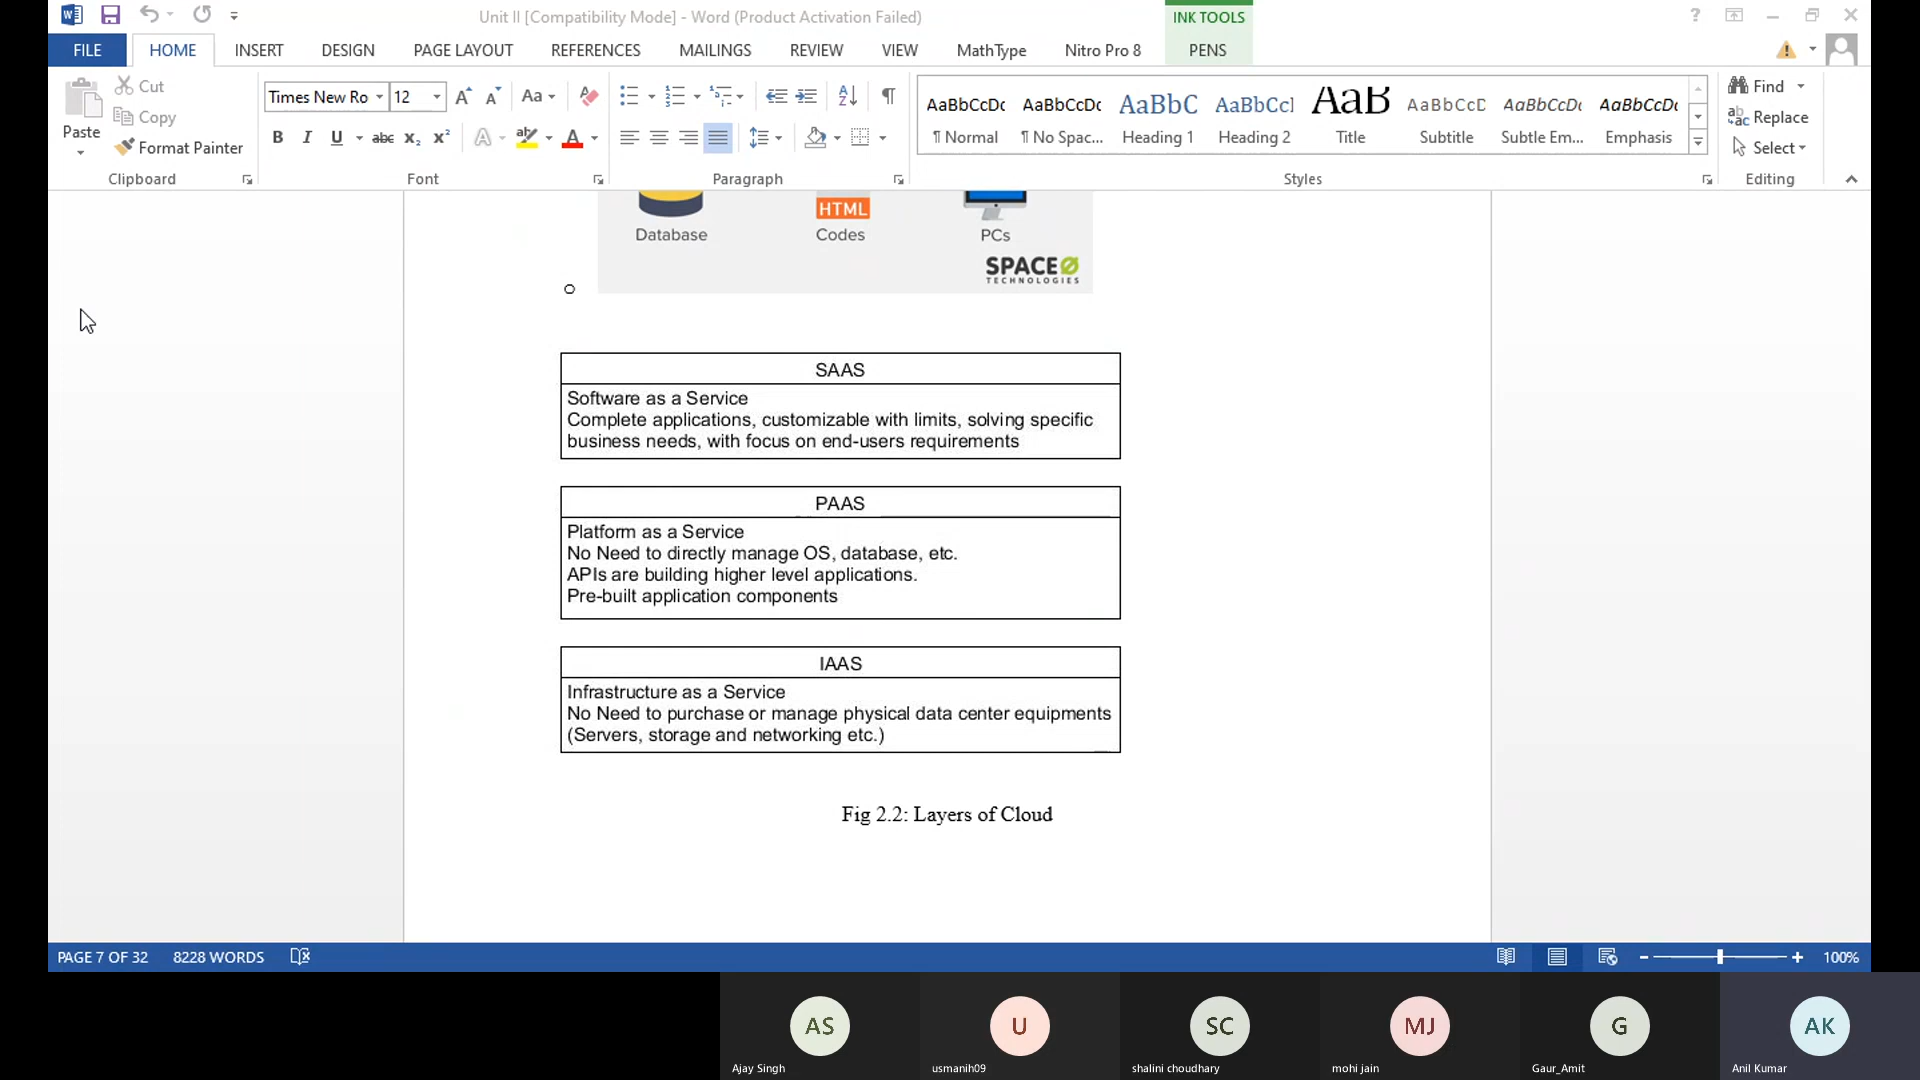 Unit II [Compatibility Mode] - Word (Product Activation Failed)
INK TOOLS
?
FILE HOME INSERT DESIGN PAGE LAYOUT REFERENCES MAILINGS REVIEW VIEW MathType Nitro Pro 8 PENS
Paste
Cut
Copy
Format Painter
Clipboard
Times New Ro 12
Aa
B I U abc x₂ x²
Font
Paragraph
AaBbCcDc AaBbCcDc AaBbC AaBbCcI AaB AaBbCcD AaBbCcDc AaBbCcDc
¶ Normal ¶ No Spac... Heading 1 Heading 2 Title Subtitle Subtle Em... Emphasis
Styles
Find
Replace
Select
Editing
HTML
Database Codes PCs
SPACE
TECHNOLOGIES
SAAS
Software as a Service
Complete applications, customizable with limits, solving specific
business needs, with focus on end-users requirements
PAAS
Platform as a Service
No Need to directly manage OS, database, etc.
APIs are building higher level applications.
Pre-built application components
IAAS
Infrastructure as a Service
No Need to purchase or manage physical data center equipments
(Servers, storage and networking etc.)
Fig 2.2: Layers of Cloud
PAGE 7 OF 32 8228 WORDS 100%
AS U SC MJ G AK
Ajay Singh usmanih09 shalini choudhary mohi jain Gaur_Amit Anil Kumar